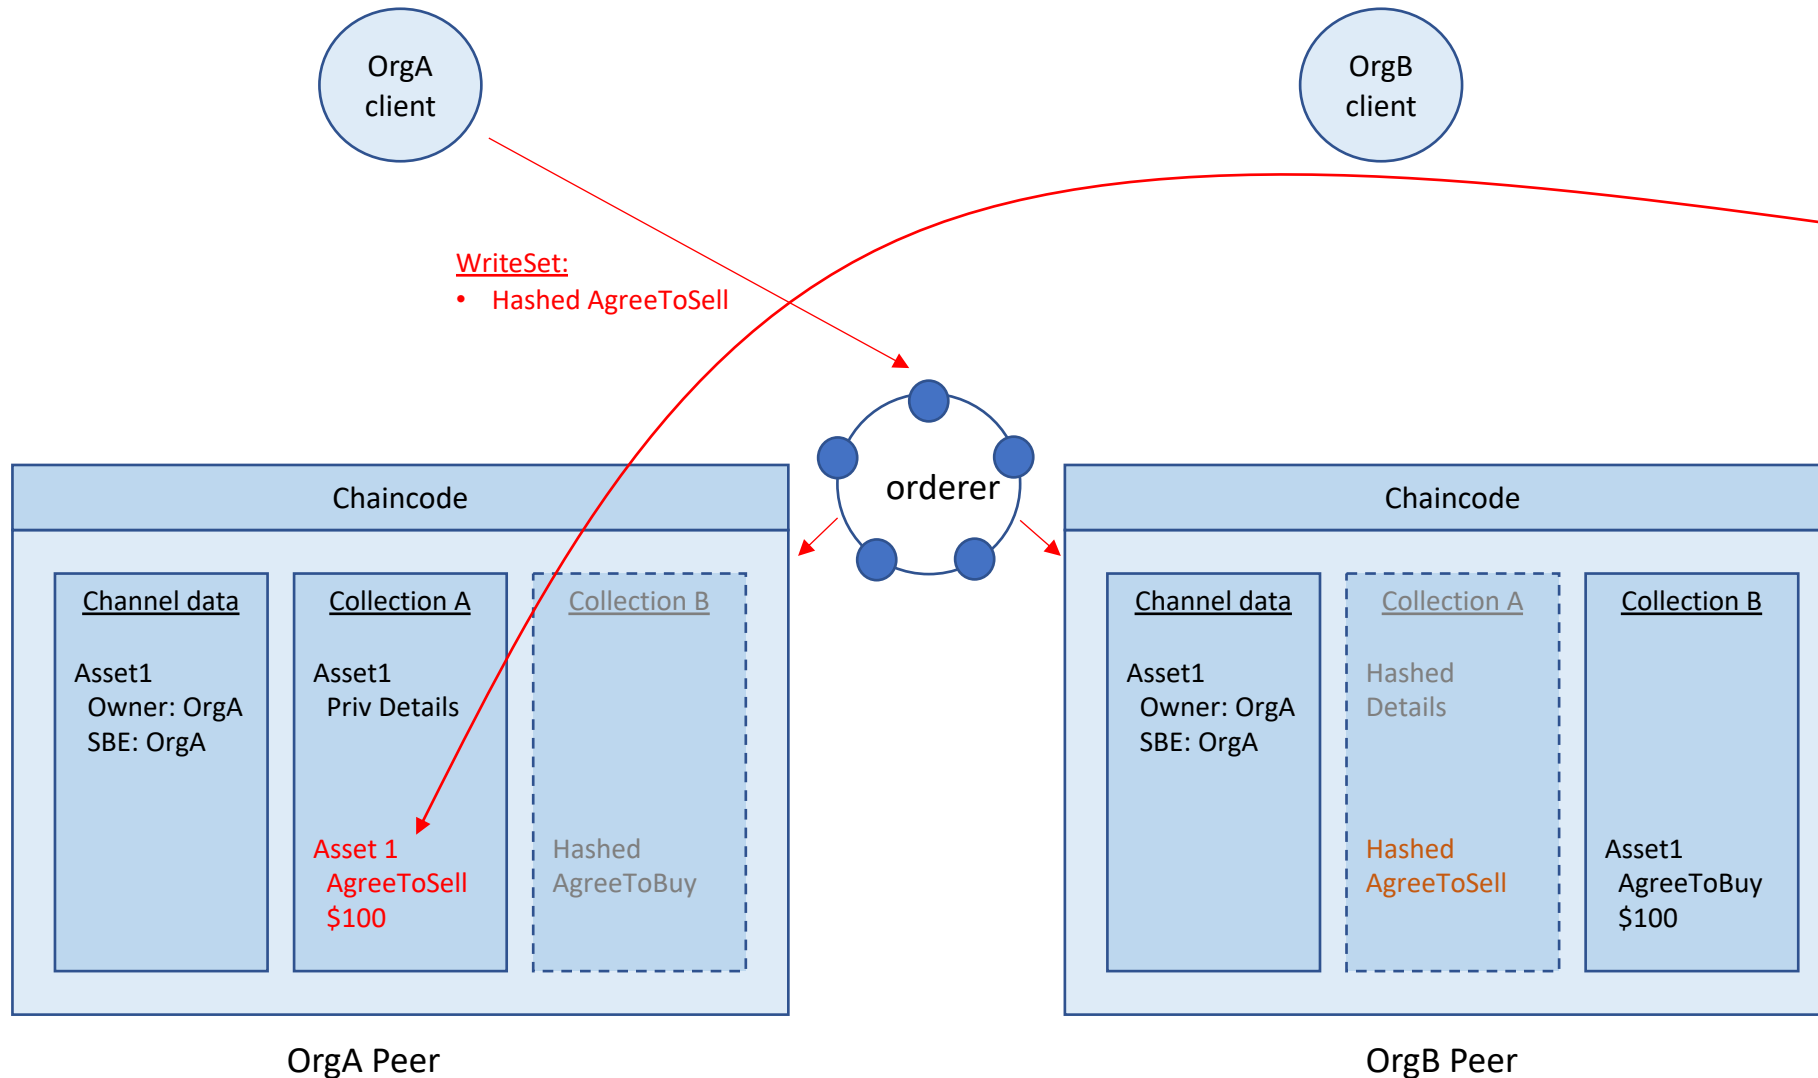 OrgA
client
OrgB
client
WriteSet:
• Hashed AgreeToSell
orderer
Chaincode
Channel data
Asset1
Owner: OrgA
SBE: OrgA
Collection A
Asset1
Priv Details
Asset 1
AgreeToSell
$100
Collection B
Hashed
AgreeToBuy
OrgA Peer
Chaincode
Channel data
Asset1
Owner: OrgA
SBE: OrgA
Collection A
Hashed
Details
Hashed
AgreeToSell
Collection B
Asset1
AgreeToBuy
$100
OrgB Peer